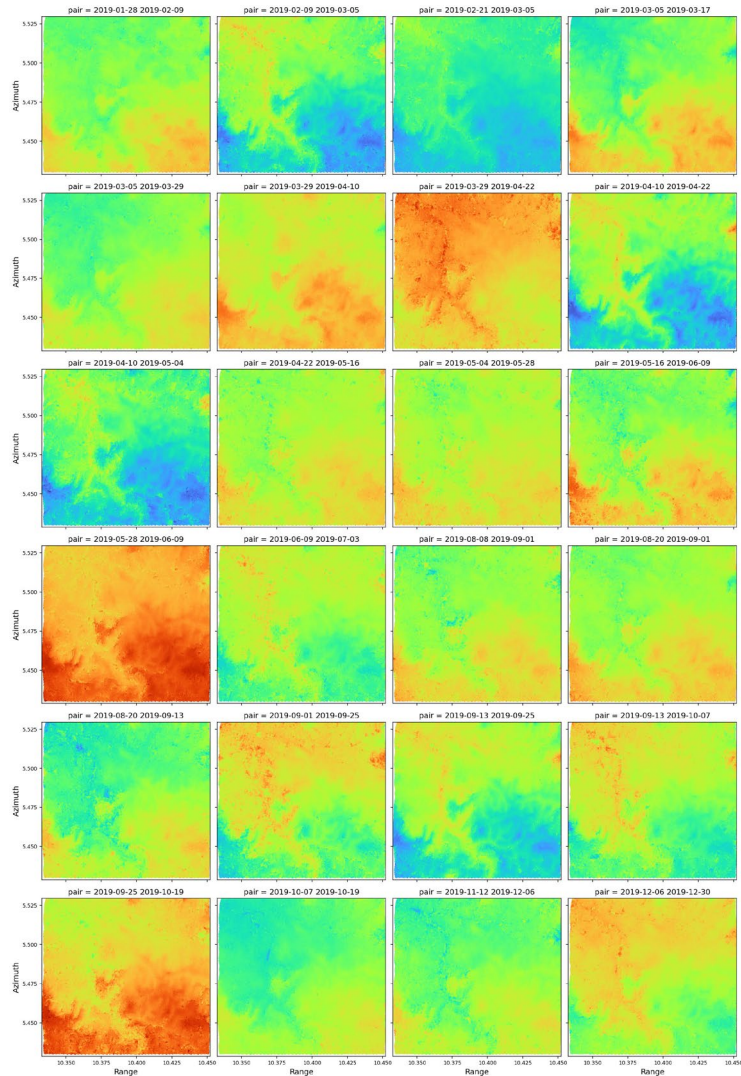 pair = 2019-01-28 2019-02-09
pair = 2019-02-09 2019-03-05
pair = 2019-02-21 2019-03-05
pair = 2019-03-05 2019-03-17
5.525
5.500
5.475
5.450
Azimuth
pair = 2019-03-05 2019-03-29
pair = 2019-03-29 2019-04-10
pair = 2019-03-29 2019-04-22
pair = 2019-04-10 2019-04-22
5.525
5.500
5.475
5.450
Azimuth
pair = 2019-04-10 2019-05-04
pair = 2019-04-22 2019-05-16
pair = 2019-05-04 2019-05-28
pair = 2019-05-16 2019-06-09
5.525
5.500
5.475
5.450
Azimuth
pair = 2019-05-28 2019-06-09
pair = 2019-06-09 2019-07-03
pair = 2019-08-08 2019-09-01
pair = 2019-08-20 2019-09-01
5.525
5.500
5.475
5.450
Azimuth
pair = 2019-08-20 2019-09-13
pair = 2019-09-01 2019-09-25
pair = 2019-09-13 2019-09-25
pair = 2019-09-13 2019-10-07
5.525
5.500
5.475
5.450
Azimuth
pair = 2019-09-25 2019-10-19
pair = 2019-10-07 2019-10-19
pair = 2019-11-12 2019-12-06
pair = 2019-12-06 2019-12-30
5.525
5.500
5.475
5.450
Azimuth
10.350 10.375 10.400 10.425 10.450
10.350 10.375 10.400 10.425 10.450
10.350 10.375 10.400 10.425 10.450
10.350 10.375 10.400 10.425 10.450
Range
Range
Range
Range